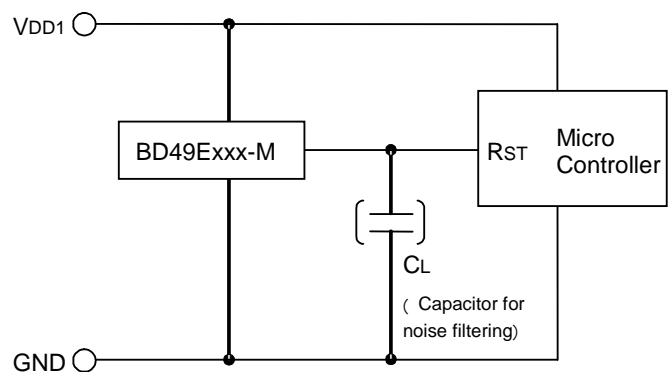 VDD1
BD49Exxx-M
RST
Micro
Controller
CL
( Capacitor for
noise filtering)
GND